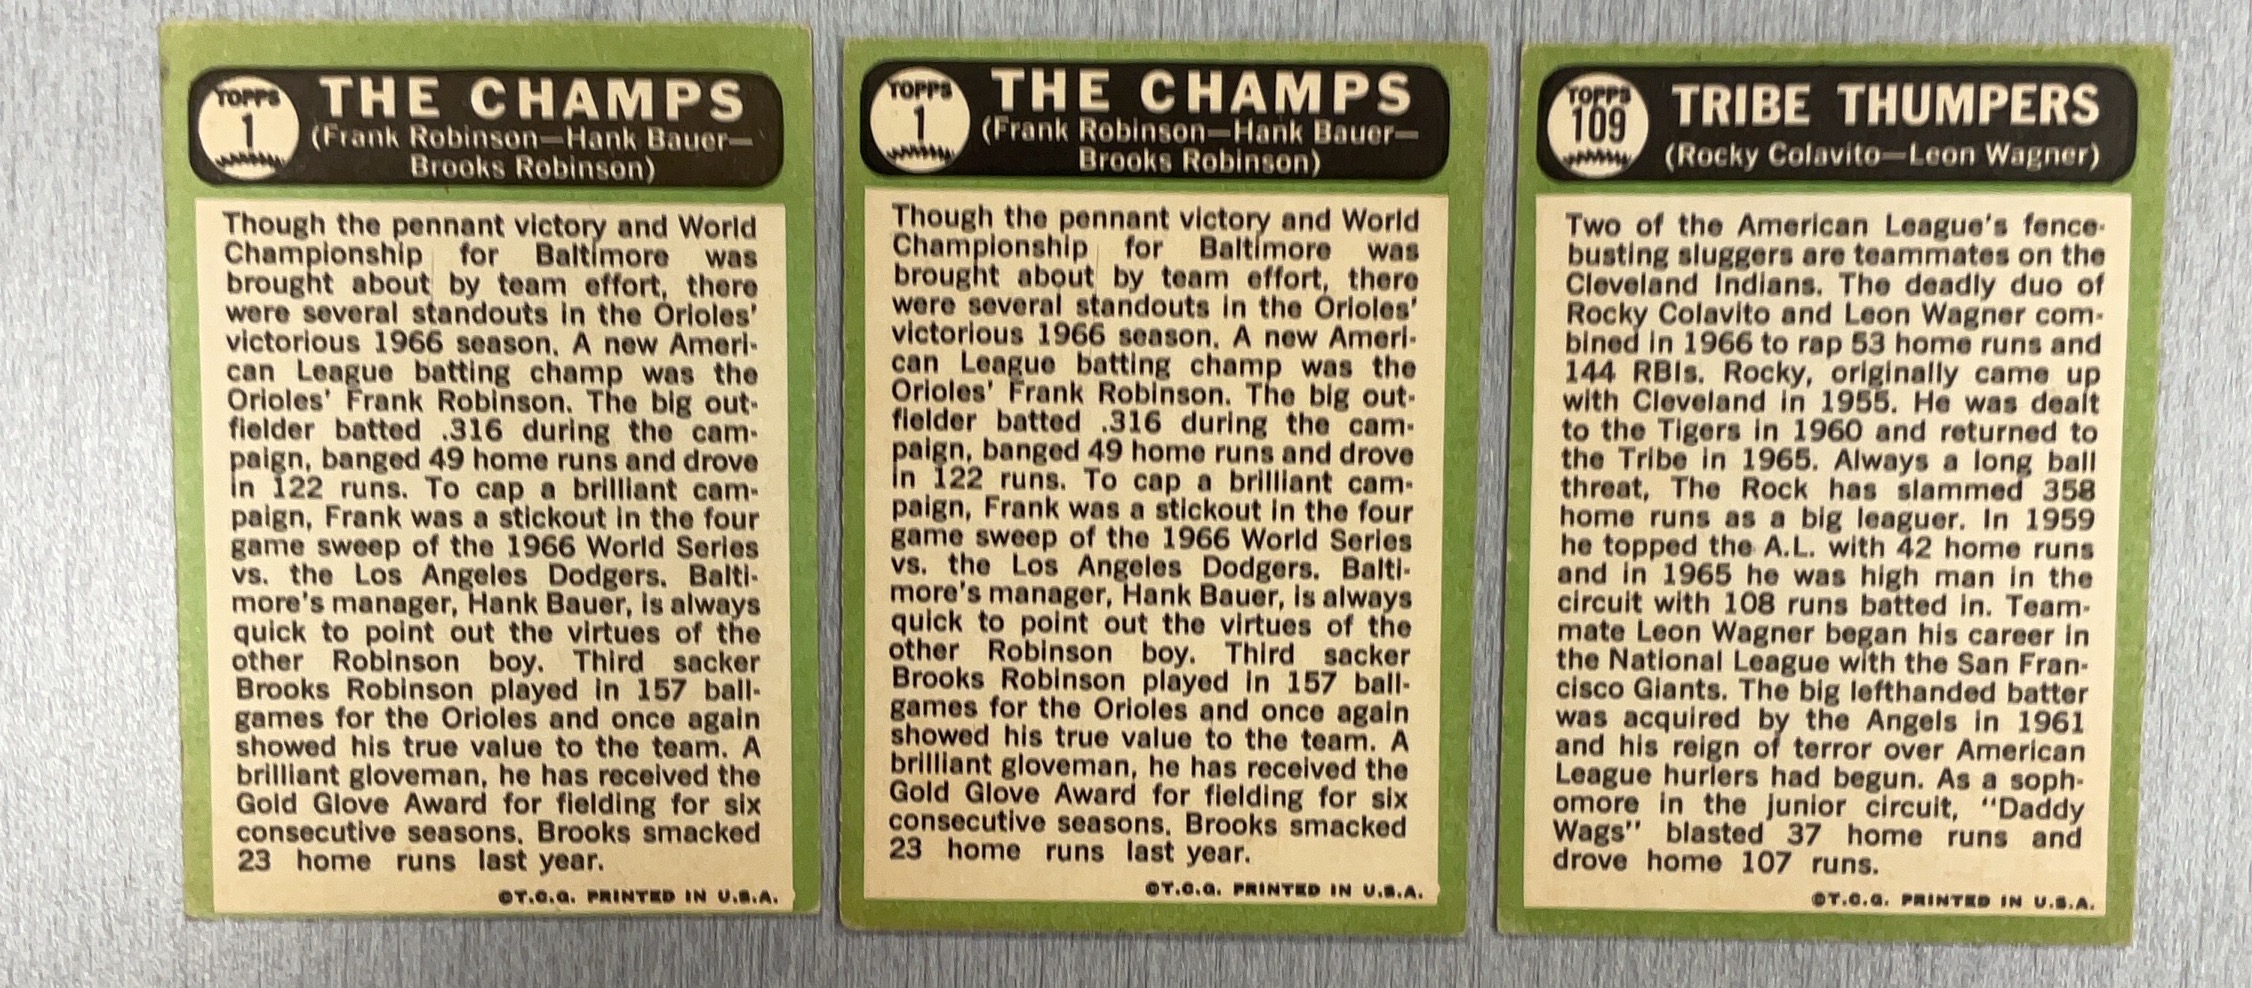 TOPPS
1
THE CHAMPS
(Frank Robinson—Hank Bauer—
Brooks Robinson)
Though the pennant victory and World
Championship for Baltimore was
brought about by team effort, there
were several standouts in the Orioles'
victorious 1966 season. A new Ameri-
can League batting champ was the
Orioles' Frank Robinson. The big out-
fielder batted .316 during the cam-
paign, banged 49 home runs and drove
in 122 runs. To cap a brilliant cam-
paign, Frank was a stickout in the four
game sweep of the 1966 World Series
vs. the Los Angeles Dodgers. Balti-
more's manager, Hank Bauer, is always
quick to point out the virtues of the
other Robinson boy. Third sacker
Brooks Robinson played in 157 ball-
games for the Orioles and once again
showed his true value to the team. A
brilliant gloveman, he has received the
Gold Glove Award for fielding for six
consecutive seasons. Brooks smacked
23 home runs last year.
©T.C.G. PRINTED IN U.S.A.
TOPPS
1
THE CHAMPS
(Frank Robinson—Hank Bauer—
Brooks Robinson)
Though the pennant victory and World
Championship for Baltimore was
brought about by team effort, there
were several standouts in the Orioles'
victorious 1966 season. A new Ameri-
can League batting champ was the
Orioles' Frank Robinson. The big out-
fielder batted .316 during the cam-
paign, banged 49 home runs and drove
in 122 runs. To cap a brilliant cam-
paign, Frank was a stickout in the four
game sweep of the 1966 World Series
vs. the Los Angeles Dodgers. Balti-
more's manager, Hank Bauer, is always
quick to point out the virtues of the
other Robinson boy. Third sacker
Brooks Robinson played in 157 ball-
games for the Orioles and once again
showed his true value to the team. A
brilliant gloveman, he has received the
Gold Glove Award for fielding for six
consecutive seasons. Brooks smacked
23 home runs last year.
©T.C.G. PRINTED IN U.S.A.
TOPPS
109
TRIBE THUMPERS
(Rocky Colavito—Leon Wagner)
Two of the American League's fence-
busting sluggers are teammates on the
Cleveland Indians. The deadly duo of
Rocky Colavito and Leon Wagner com-
bined in 1966 to rap 53 home runs and
144 RBIs. Rocky, originally came up
with Cleveland in 1955. He was dealt
to the Tigers in 1960 and returned to
the Tribe in 1965. Always a long ball
threat, The Rock has slammed 358
home runs as a big leaguer. In 1959
he topped the A.L. with 42 home runs
and in 1965 he was high man in the
circuit with 108 runs batted in. Team-
mate Leon Wagner began his career in
the National League with the San Fran-
cisco Giants. The big lefthanded batter
was acquired by the Angels in 1961
and his reign of terror over American
League hurlers had begun. As a soph-
omore in the junior circuit, "Daddy
Wags" blasted 37 home runs and
drove home 107 runs.
©T.C.G. PRINTED IN U.S.A.